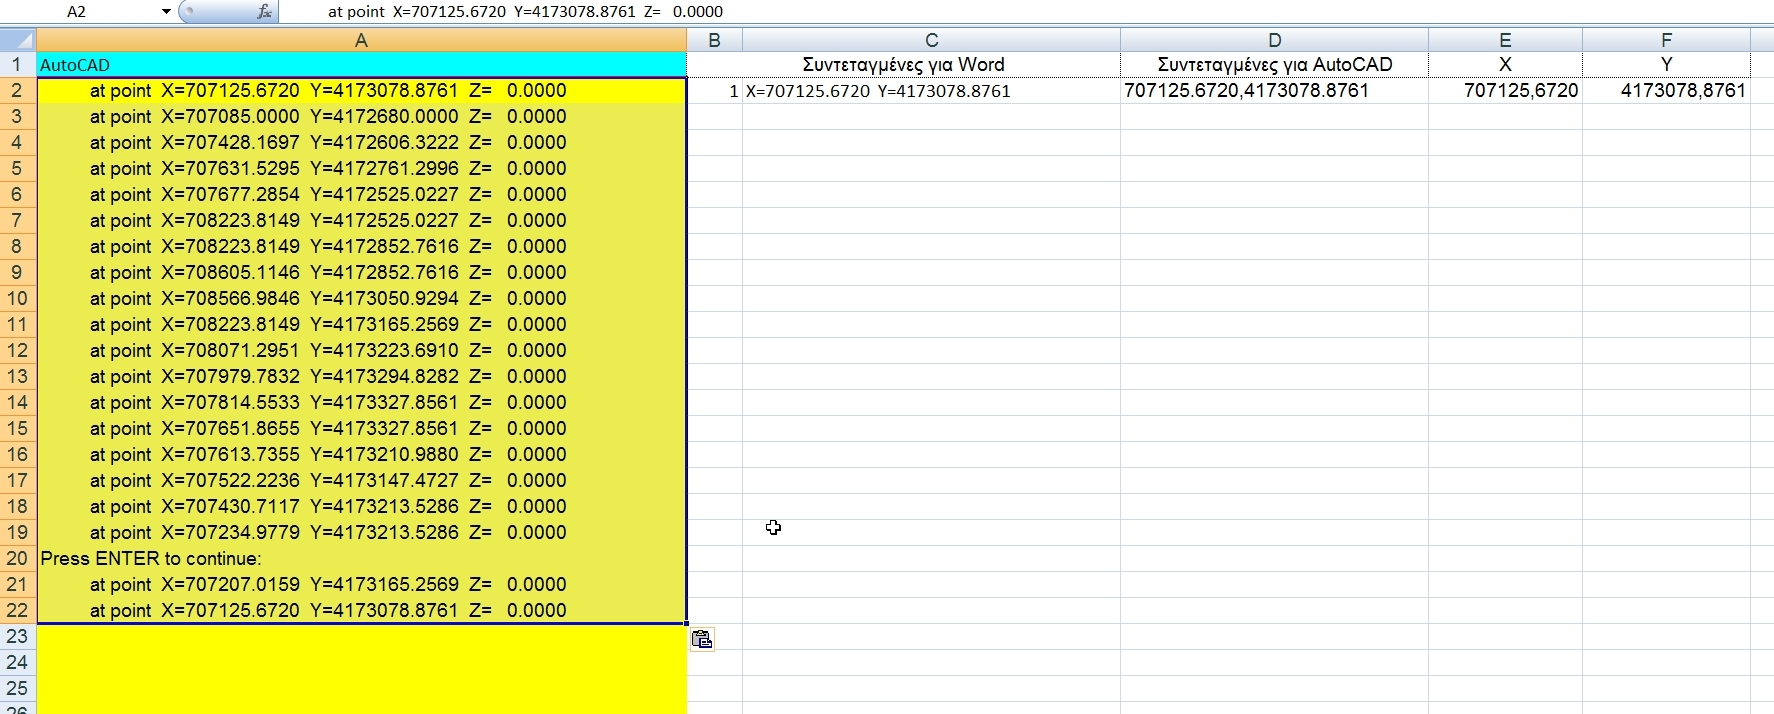 A2 fx at point X=707125.6720 Y=4173078.8761 Z= 0.0000
A B C D E F
1 AutoCAD Συντεταγμένες για Word Συντεταγμένες για AutoCAD X Y
2 at point X=707125.6720 Y=4173078.8761 Z= 0.0000 1 X=707125.6720 Y=4173078.8761 707125.6720,4173078.8761 707125,6720 4173078,8761
3 at point X=707085.0000 Y=4172680.0000 Z= 0.0000
4 at point X=707428.1697 Y=4172606.3222 Z= 0.0000
5 at point X=707631.5295 Y=4172761.2996 Z= 0.0000
6 at point X=707677.2854 Y=4172525.0227 Z= 0.0000
7 at point X=708223.8149 Y=4172525.0227 Z= 0.0000
8 at point X=708223.8149 Y=4172852.7616 Z= 0.0000
9 at point X=708605.1146 Y=4172852.7616 Z= 0.0000
10 at point X=708566.9846 Y=4173050.9294 Z= 0.0000
11 at point X=708223.8149 Y=4173165.2569 Z= 0.0000
12 at point X=708071.2951 Y=4173223.6910 Z= 0.0000
13 at point X=707979.7832 Y=4173294.8282 Z= 0.0000
14 at point X=707814.5533 Y=4173327.8561 Z= 0.0000
15 at point X=707651.8655 Y=4173327.8561 Z= 0.0000
16 at point X=707613.7355 Y=4173210.9880 Z= 0.0000
17 at point X=707522.2236 Y=4173147.4727 Z= 0.0000
18 at point X=707430.7117 Y=4173213.5286 Z= 0.0000
19 at point X=707234.9779 Y=4173213.5286 Z= 0.0000
20 Press ENTER to continue:
21 at point X=707207.0159 Y=4173165.2569 Z= 0.0000
22 at point X=707125.6720 Y=4173078.8761 Z= 0.0000
23
24
25
26